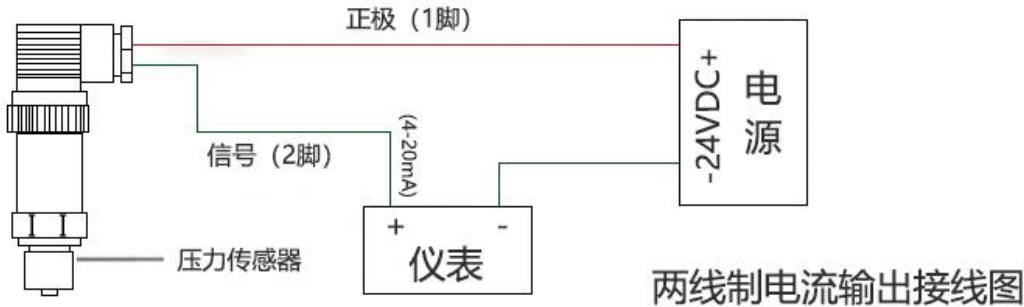 正极（1脚）
-24VDC+
电源
信号（2脚）
(4-20mA)
+ -
仪表
压力传感器
两线制电流输出接线图